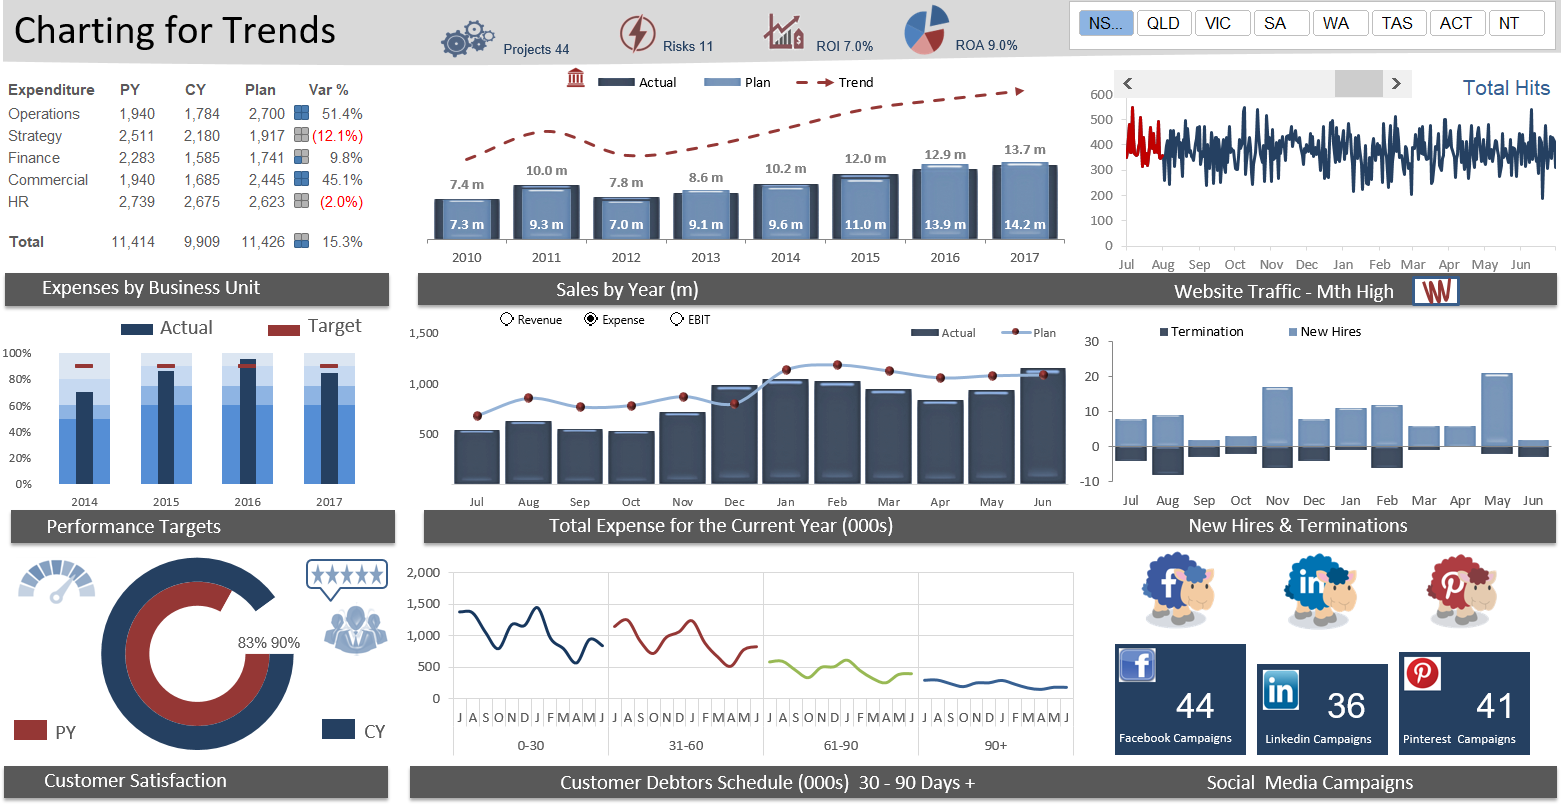 Charting for Trends
Projects 44
Risks 11
ROI 7.0%
ROA 9.0%
NS... QLD VIC SA WA TAS ACT NT
Expenditure PY CY Plan Var %
Operations 1,940 1,784 2,700 51.4%
Strategy 2,511 2,180 1,917 (12.1%)
Finance 2,283 1,585 1,741 9.8%
Commercial 1,940 1,685 2,445 45.1%
HR 2,739 2,675 2,623 (2.0%)
Total 11,414 9,909 11,426 15.3%
Expenses by Business Unit
Actual Plan Trend
7.4 m 10.0 m 7.8 m 8.6 m 10.2 m 12.0 m 12.9 m 13.7 m
7.3 m 9.3 m 7.0 m 9.1 m 9.6 m 11.0 m 13.9 m 14.2 m
2010 2011 2012 2013 2014 2015 2016 2017
Sales by Year (m)
Total Hits
600
500
400
300
200
100
0
Jul Aug Sep Oct Nov Dec Jan Feb Mar Apr May Jun
Website Traffic - Mth High
Actual Target
100%
80%
60%
40%
20%
0%
2014 2015 2016 2017
Performance Targets
Revenue Expense EBIT
Actual Plan
1,500
1,000
500
Jul Aug Sep Oct Nov Dec Jan Feb Mar Apr May Jun
Total Expense for the Current Year (000s)
Termination New Hires
30
20
10
0
-10
Jul Aug Sep Oct Nov Dec Jan Feb Mar Apr May Jun
New Hires & Terminations
83% 90%
PY
CY
Customer Satisfaction
2,000
1,500
1,000
500
0
J A S O N D J F M A M J J A S O N D J F M A M J J A S O N D J F M A M J J A S O N D J F M A M J
0-30 31-60 61-90 90+
Customer Debtors Schedule (000s) 30 - 90 Days +
f in P
f
44
Facebook Campaigns
in
36
Linkedin Campaigns
P
41
Pinterest Campaigns
Social Media Campaigns